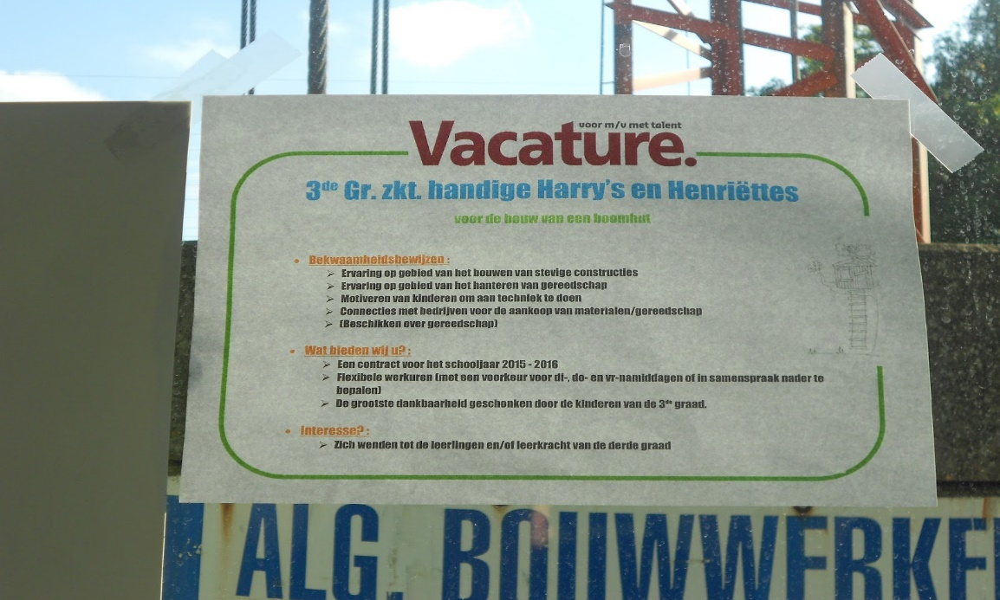 voor m/v met talent
Vacature.
3de Gr. zkt. handige Harry's en Henriëttes
voor de bouw van een boomhut
• Bekwaamheidsbewijzen :
➢ Ervaring op gebied van het bouwen van stevige constructies
➢ Ervaring op gebied van het hanteren van gereedschap
➢ Motiveren van kinderen om aan techniek te doen
➢ Connecties met bedrijven voor de aankoop van materialen/gereedschap
➢ (Beschikken over gereedschap)
• Wat bieden wij u? :
➢ Een contract voor het schooljaar 2015 - 2016
➢ Flexibele werkuren (met een voorkeur voor di-, do- en vr-namiddagen of in samenspraak nader te
bepalen)
➢ De grootste dankbaarheid geschonken door de kinderen van de 3de graad.
• Interesse? :
➢ Zich wenden tot de leerlingen en/of leerkracht van de derde graad
ALG. BOUWWERKE